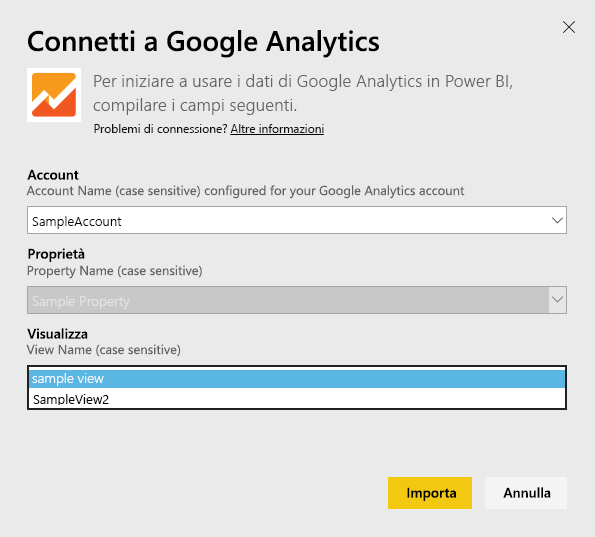 Connetti a Google Analytics
Per iniziare a usare i dati di Google Analytics in Power BI,
compilare i campi seguenti.
Problemi di connessione? Altre informazioni
Account
Account Name (case sensitive) configured for your Google Analytics account
SampleAccount
Proprietà
Property Name (case sensitive)
Sample Property
Visualizza
View Name (case sensitive)
sample view
SampleView2
Importa Annulla